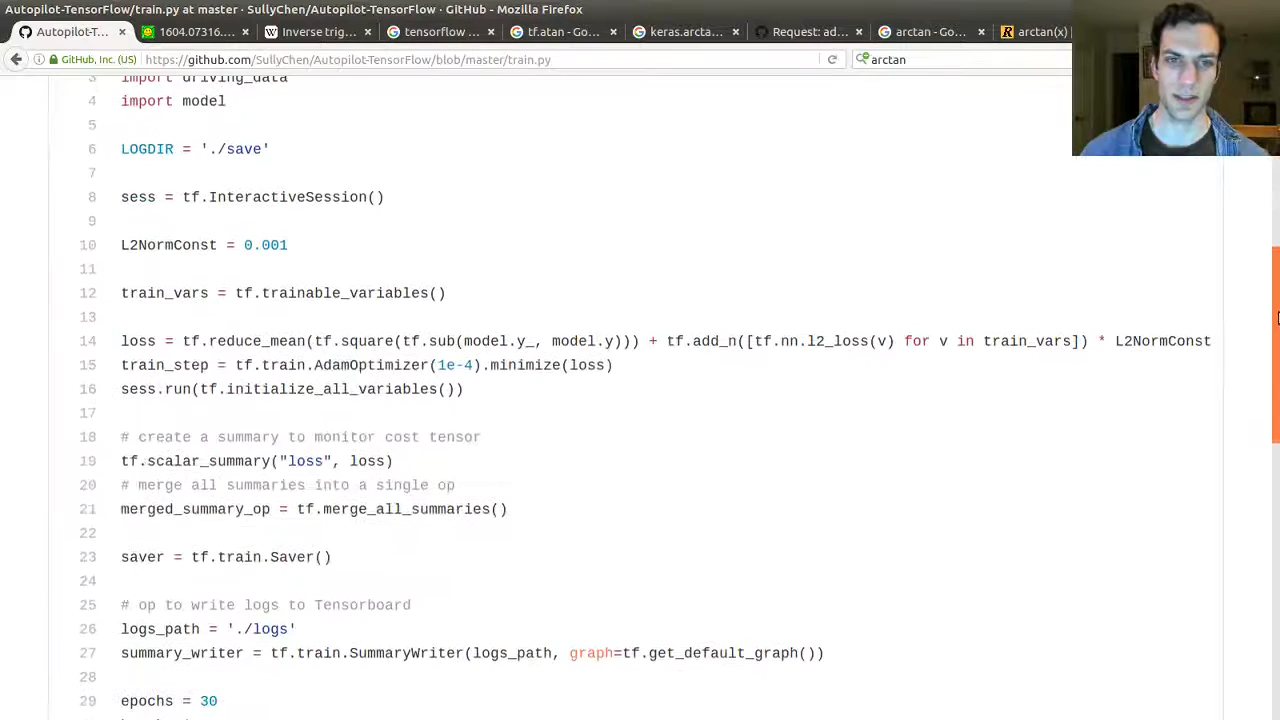 Autopilot-TensorFlow/train.py at master · SullyChen/Autopilot-TensorFlow · GitHub - Mozilla Firefox
Autopilot-T... × 1604.07316.... × Inverse trig... × tensorflow ... × tf.atan - Go... × keras.arcta... × Request: ad... × arctan - Go... × arctan(x)
GitHub, Inc. (US) https://github.com/SullyChen/Autopilot-TensorFlow/blob/master/train.py arctan
3 import driving_data
4 import model
5
6 LOGDIR = './save'
7
8 sess = tf.InteractiveSession()
9
10 L2NormConst = 0.001
11
12 train_vars = tf.trainable_variables()
13
14 loss = tf.reduce_mean(tf.square(tf.sub(model.y_, model.y))) + tf.add_n([tf.nn.l2_loss(v) for v in train_vars]) * L2NormConst
15 train_step = tf.train.AdamOptimizer(1e-4).minimize(loss)
16 sess.run(tf.initialize_all_variables())
17
18 # create a summary to monitor cost tensor
19 tf.scalar_summary("loss", loss)
20 # merge all summaries into a single op
21 merged_summary_op = tf.merge_all_summaries()
22
23 saver = tf.train.Saver()
24
25 # op to write logs to Tensorboard
26 logs_path = './logs'
27 summary_writer = tf.train.SummaryWriter(logs_path, graph=tf.get_default_graph())
28
29 epochs = 30